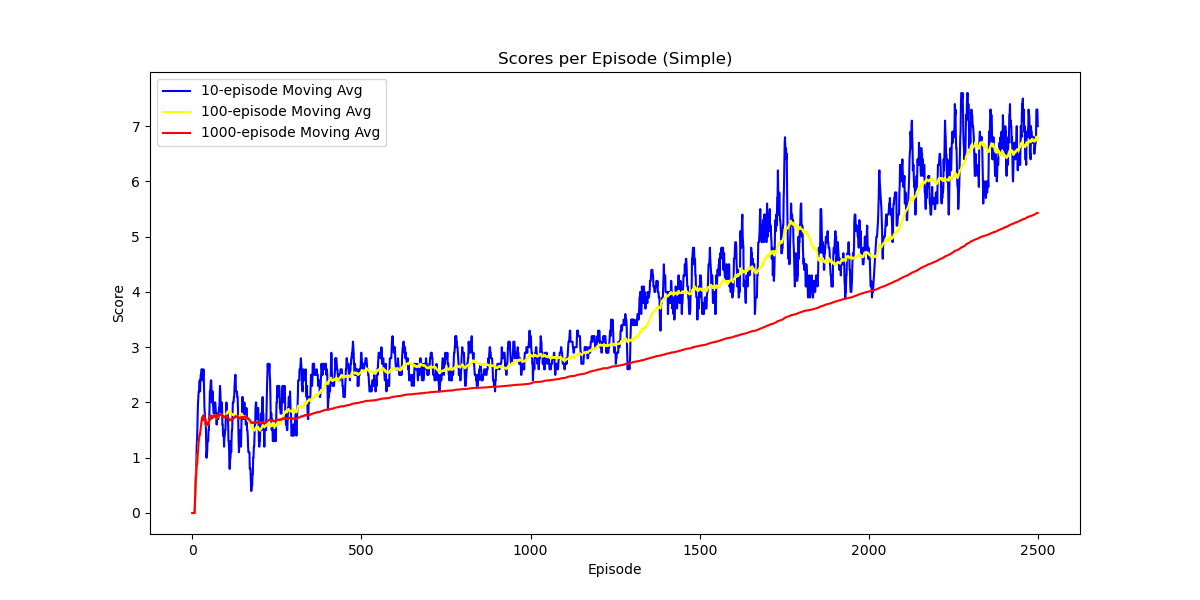 Scores per Episode (Simple)
10-episode Moving Avg
100-episode Moving Avg
1000-episode Moving Avg
7
6
5
4
3
2
1
0
Score
0 500 1000 1500 2000 2500
Episode